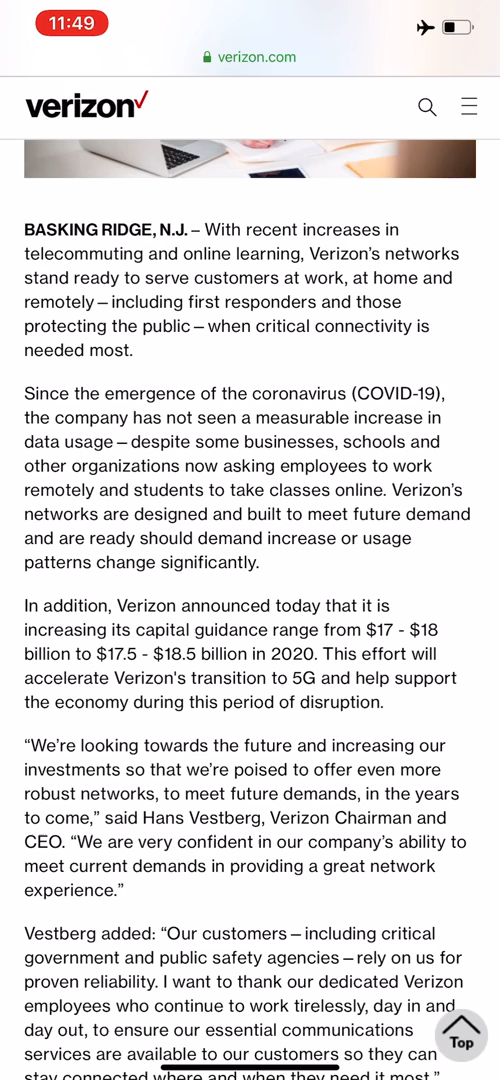 11:49
verizon.com
verizon
BASKING RIDGE, N.J. – With recent increases in
telecommuting and online learning, Verizon’s networks
stand ready to serve customers at work, at home and
remotely – including first responders and those
protecting the public – when critical connectivity is
needed most.
Since the emergence of the coronavirus (COVID-19),
the company has not seen a measurable increase in
data usage – despite some businesses, schools and
other organizations now asking employees to work
remotely and students to take classes online. Verizon’s
networks are designed and built to meet future demand
and are ready should demand increase or usage
patterns change significantly.
In addition, Verizon announced today that it is
increasing its capital guidance range from $17 - $18
billion to $17.5 - $18.5 billion in 2020. This effort will
accelerate Verizon's transition to 5G and help support
the economy during this period of disruption.
“We’re looking towards the future and increasing our
investments so that we’re poised to offer even more
robust networks, to meet future demands, in the years
to come,” said Hans Vestberg, Verizon Chairman and
CEO. “We are very confident in our company’s ability to
meet current demands in providing a great network
experience.”
Vestberg added: “Our customers – including critical
government and public safety agencies – rely on us for
proven reliability. I want to thank our dedicated Verizon
employees who continue to work tirelessly, day in and
day out, to ensure our essential communications
services are available to our customers so they can
stay connected where and when they need it most.”
Top